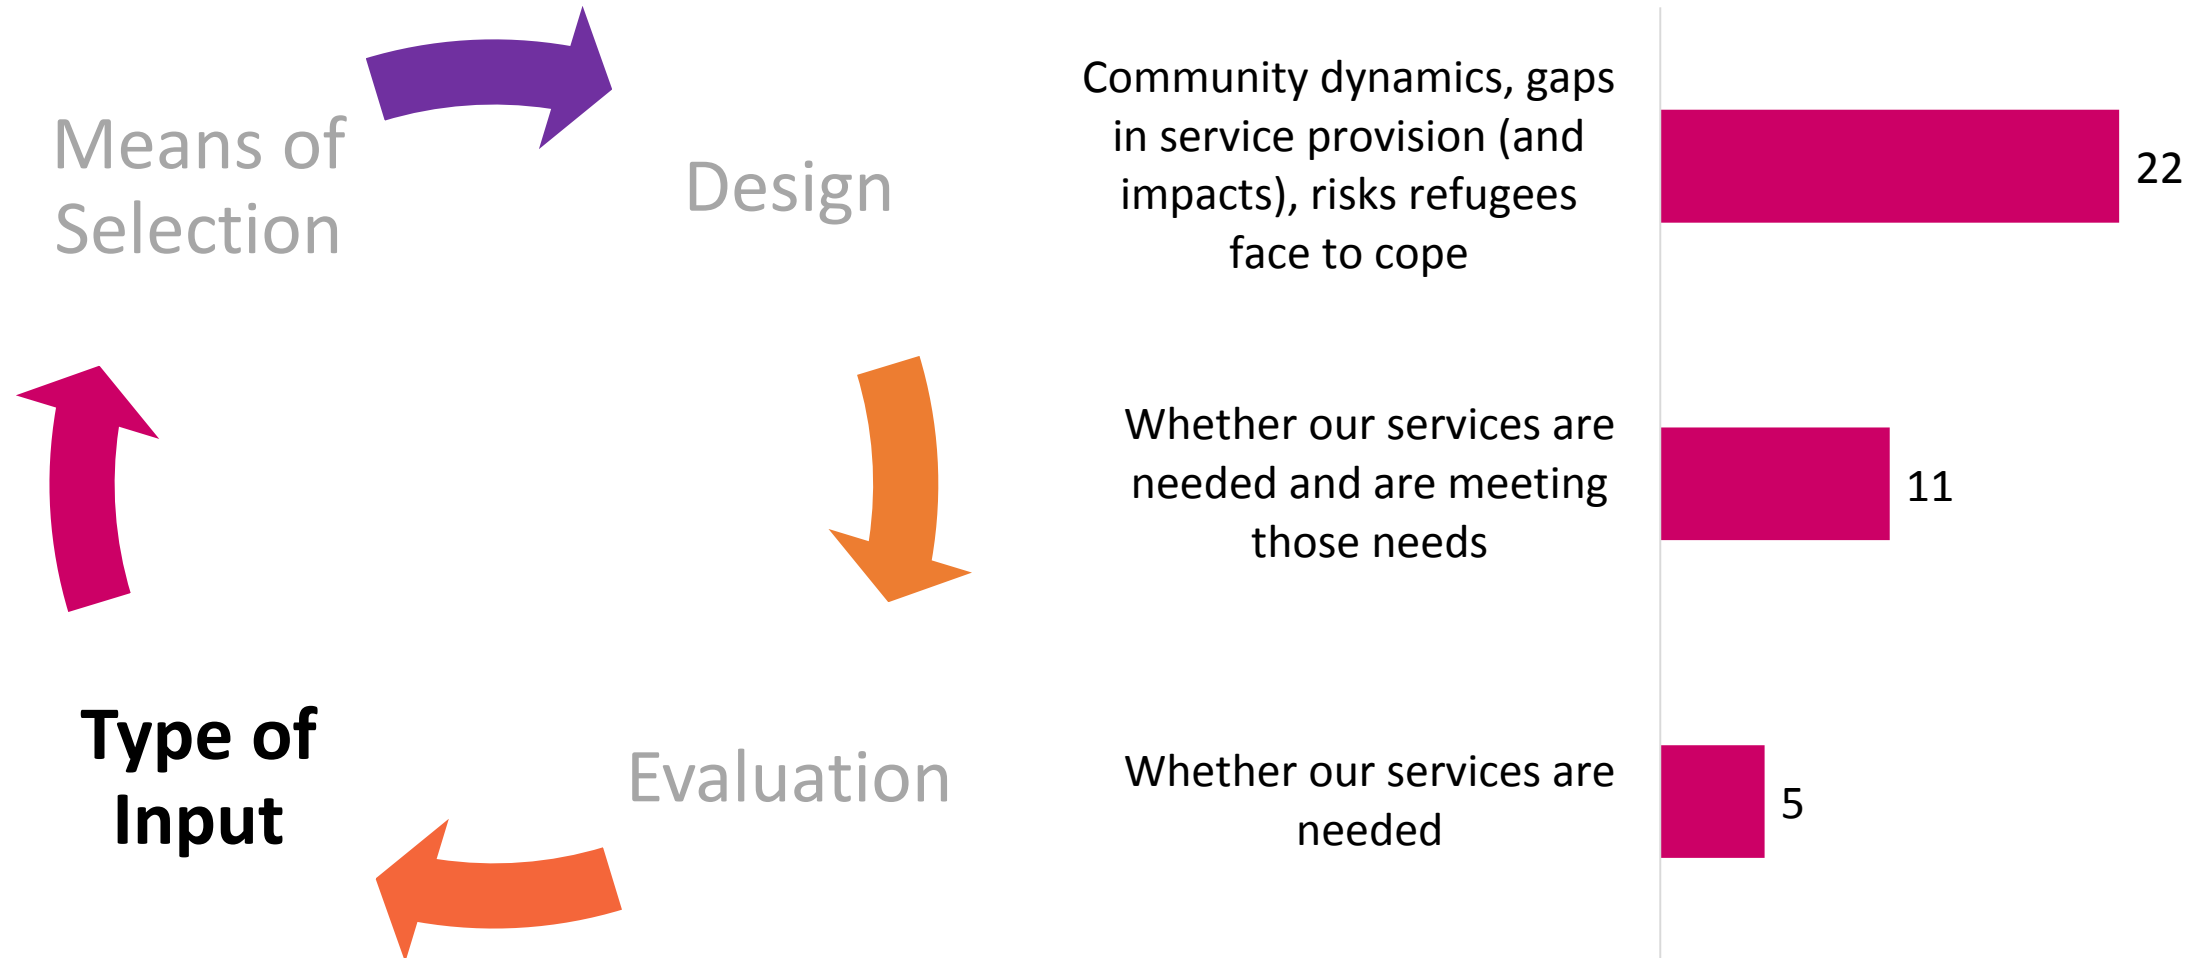 Means of
Selection
Design
Type of
Input
Evaluation
Community dynamics, gaps
in service provision (and
impacts), risks refugees
face to cope
22
Whether our services are
needed and are meeting
those needs
11
Whether our services are
needed
5